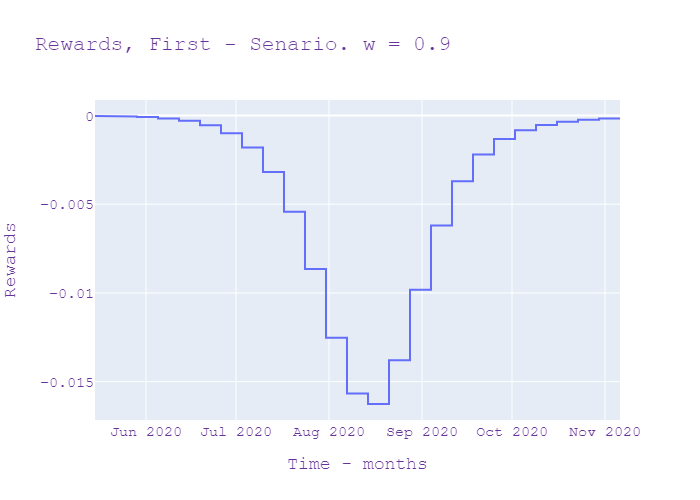 Rewards, First - Senario. w = 0.9
Rewards
0
−0.005
−0.01
−0.015
Jun 2020 Jul 2020 Aug 2020 Sep 2020 Oct 2020 Nov 2020
Time - months